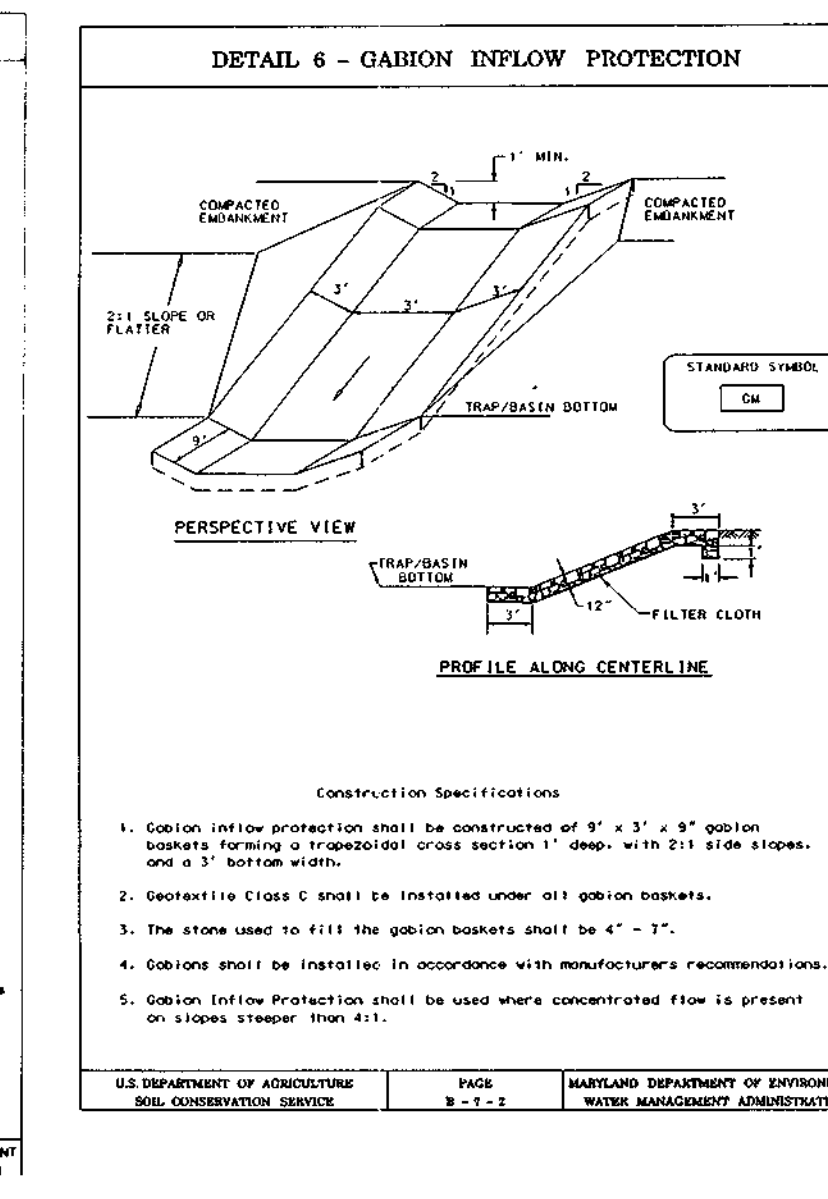 DETAIL 6 - GABION INFLOW PROTECTION
1' MIN.
2
1
1
2
COMPACTED
EMBANKMENT
COMPACTED
EMBANKMENT
3'
3'
3'
2:1 SLOPE OR
FLATTER
STANDARD SYMBOL
GM
TRAP/BASIN BOTTOM
9'
PERSPECTIVE VIEW
3'
TRAP/BASIN
BOTTOM
1'
3'
12"
FILTER CLOTH
PROFILE ALONG CENTERLINE
Construction Specifications
1. Gabion inflow protection shall be constructed of 9' x 3' x 9" gabion
baskets forming a trapezoidal cross section 1' deep, with 2:1 side slopes,
and a 3' bottom width.
2. Geotextile Class C shall be installed under all gabion baskets.
3. The stone used to fill the gabion baskets shall be 4" - 7".
4. Gabions shall be installed in accordance with manufacturers recommendations.
5. Gabion Inflow Protection shall be used where concentrated flow is present
on slopes steeper than 4:1.
U.S. DEPARTMENT OF AGRICULTURE
SOIL CONSERVATION SERVICE
PAGE
B - 7 - 2
MARYLAND DEPARTMENT OF
WATER MANAGEMENT
NT